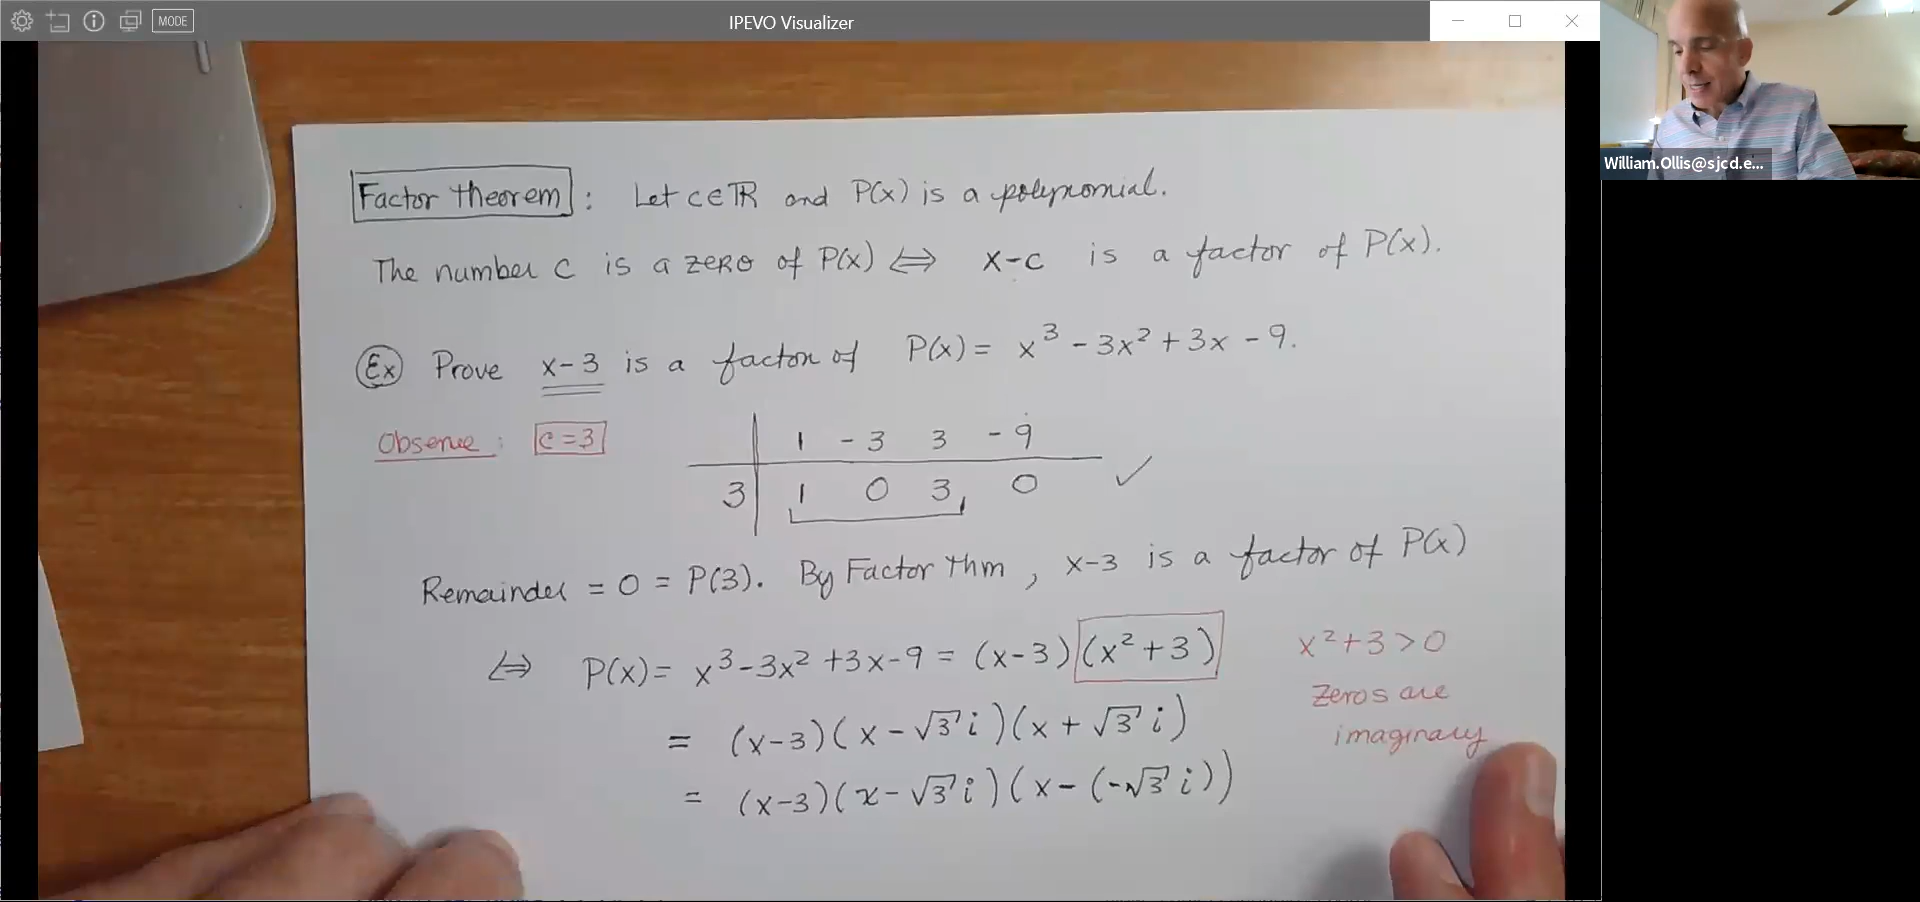 MODE
IPEVO Visualizer
William.Ollis@sjcd.e...
Factor Theorem : Let c∈ℝ and P(x) is a polynomial.
The number c is a zero of P(x) ⇔ x-c is a factor of P(x).
Ex Prove x-3 is a factor of P(x) = x³ - 3x² + 3x - 9.
Observe : c=3
1 -3 3 -9
3 1 0 3 0 ✓
Remainder = 0 = P(3). By Factor Thm , x-3 is a factor of P(x)
⇔ P(x) = x³-3x²+3x-9 = (x-3)(x²+3)
x²+3>0
Zeros are
imaginary
= (x-3)(x-√3 i)(x+√3 i)
= (x-3)(x-√3 i)(x-(-√3 i))